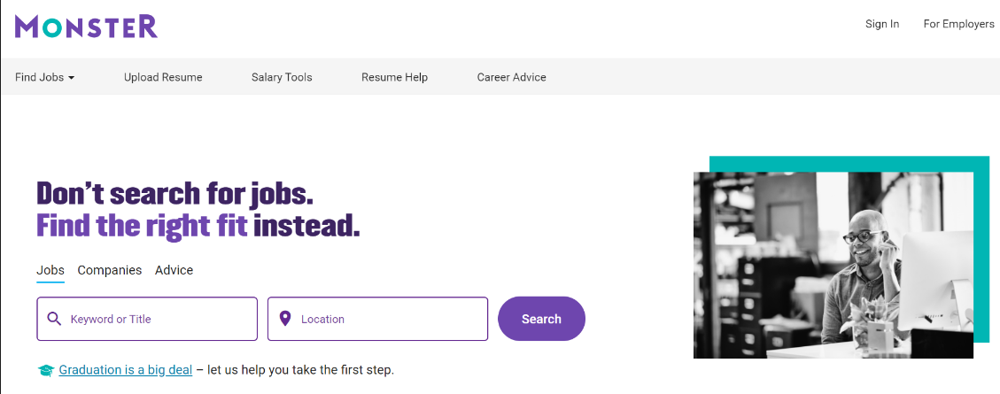 MONSTER
Sign In For Employers
Find Jobs Upload Resume Salary Tools Resume Help Career Advice
Don't search for jobs.
Find the right fit instead.
Jobs Companies Advice
Keyword or Title Location Search
Graduation is a big deal – let us help you take the first step.